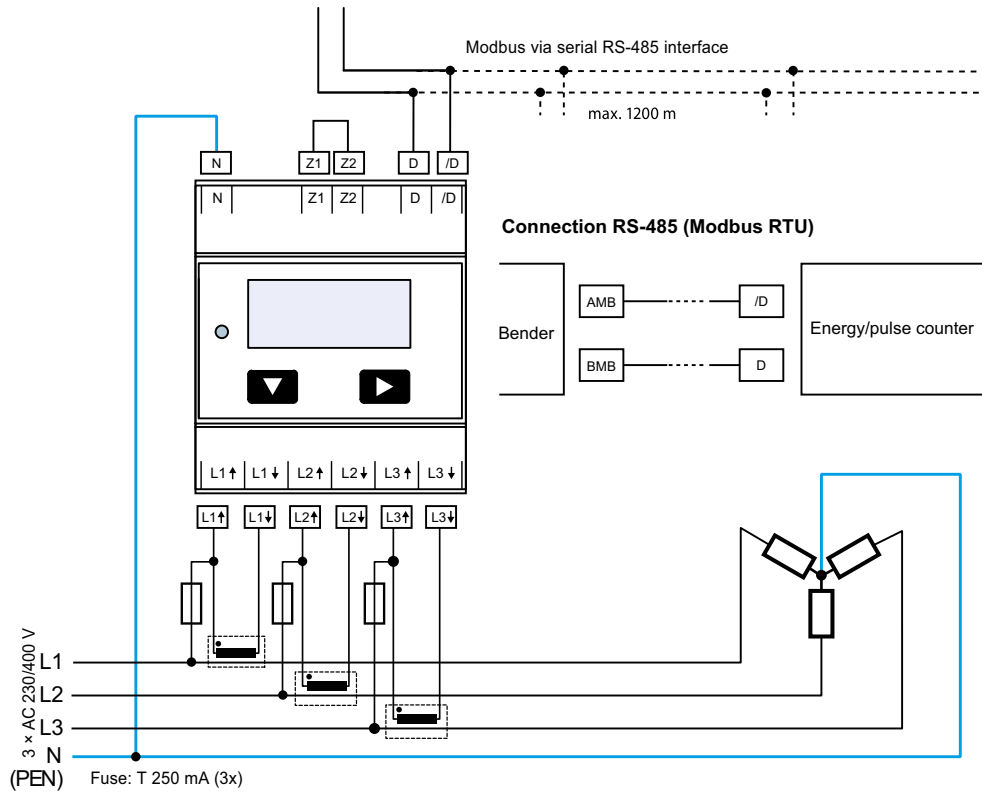 Modbus via serial RS-485 interface
max. 1200 m
N Z1 Z2 D /D
N Z1 Z2 D /D
Connection RS-485 (Modbus RTU)
AMB /D
Bender Energy/pulse counter
BMB D
L1↑ L1↓ L2↑ L2↓ L3↑ L3↓
L1↑ L1↓ L2↑ L2↓ L3↑ L3↓
3 × AC 230/400 V
L1
L2
L3
N
(PEN) Fuse: T 250 mA (3x)